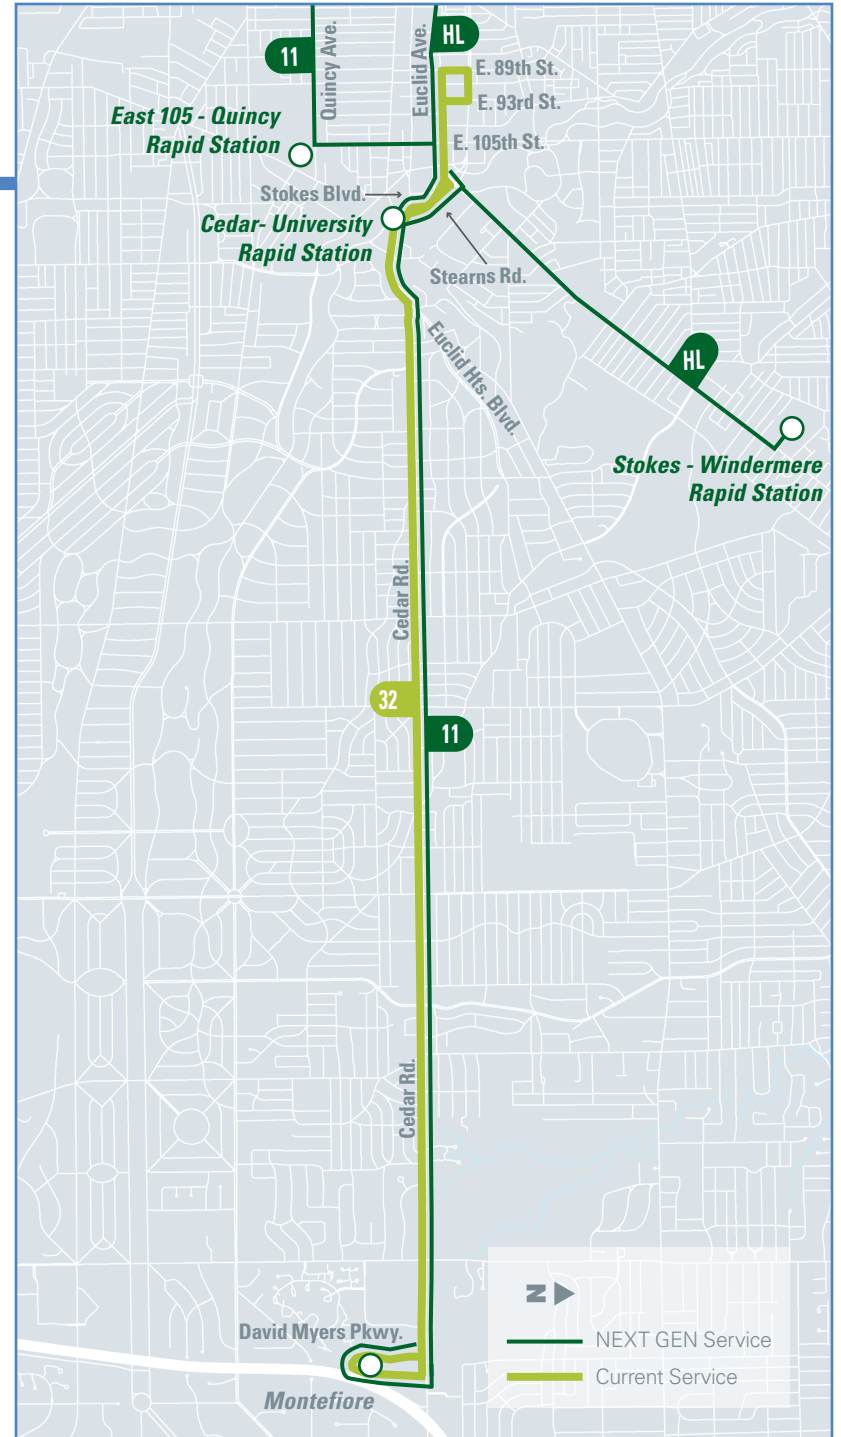 HL
11
Quincy Ave.
Euclid Ave.
E. 89th St.
E. 93rd St.
East 105 - Quincy
Rapid Station
E. 105th St.
Stokes Blvd.
Cedar- University
Rapid Station
Stearns Rd.
Euclid Hts. Blvd.
HL
Stokes - Windermere
Rapid Station
Cedar Rd.
32
11
Cedar Rd.
N
David Myers Pkwy.
Montefiore
NEXT GEN Service
Current Service